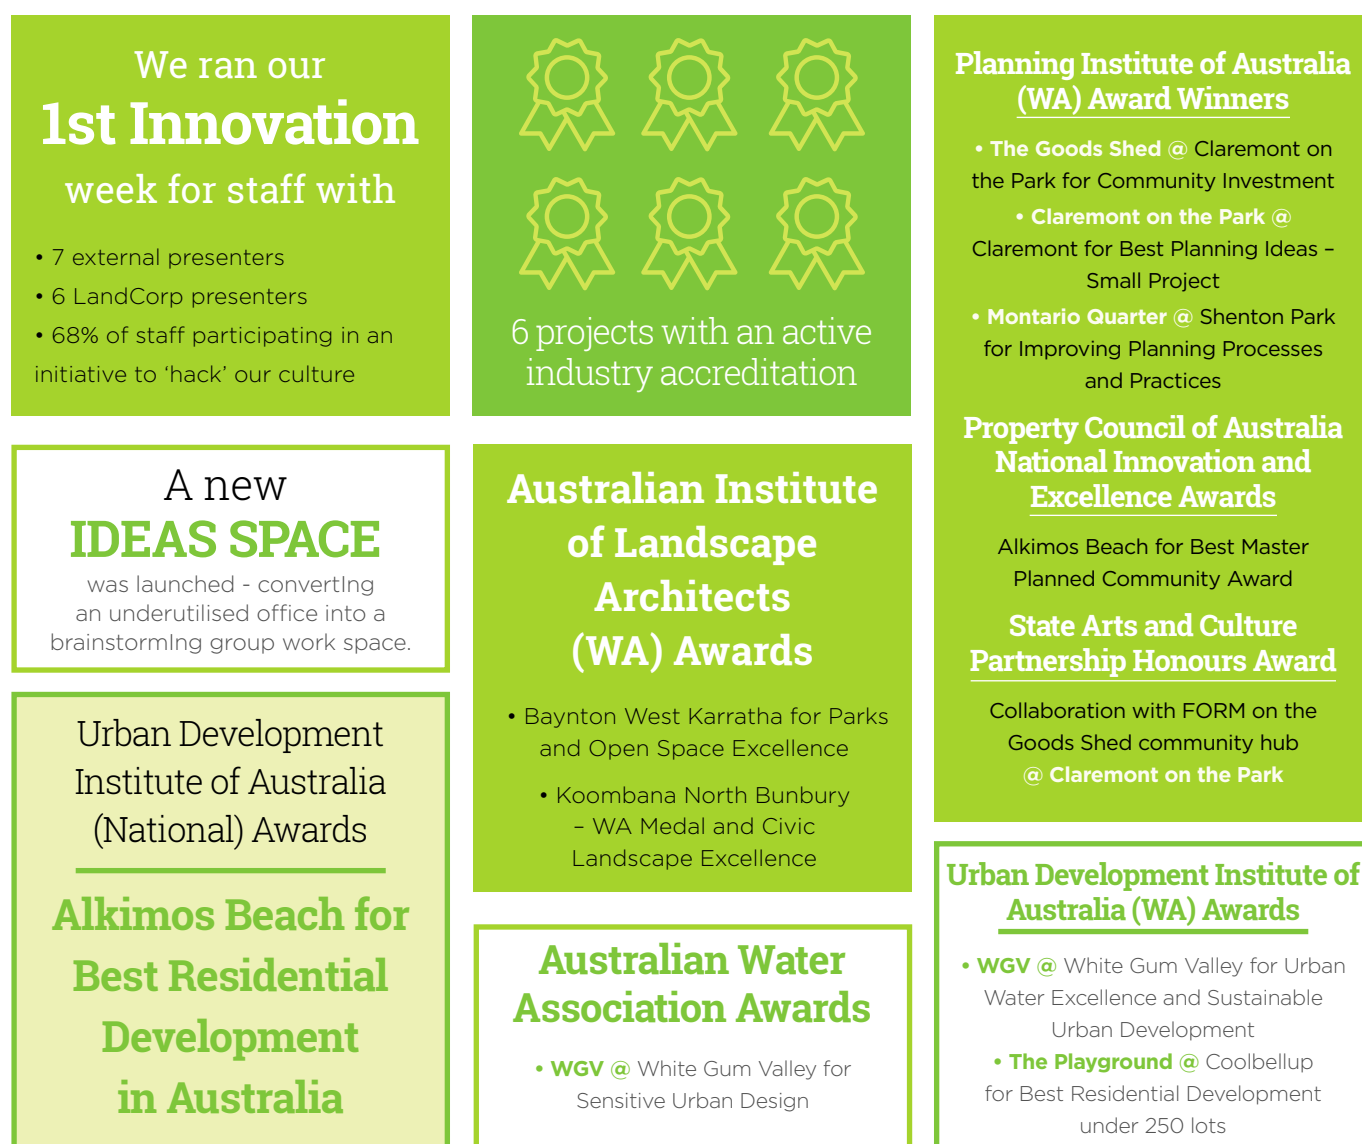 We ran our
1st Innovation
week for staff with
• 7 external presenters
• 6 LandCorp presenters
• 68% of staff participating in an
initiative to ‘hack’ our culture
A new
IDEAS SPACE
was launched - convertIng
an underutilised office into a
brainstormIng group work space.
Urban Development
Institute of Australia
(National) Awards
Alkimos Beach for
Best Residential
Development
in Australia
6 projects with an active
industry accreditation
Australian Institute
of Landscape
Architects
(WA) Awards
• Baynton West Karratha for Parks
and Open Space Excellence
• Koombana North Bunbury
– WA Medal and Civic
Landscape Excellence
Australian Water
Association Awards
• WGV @ White Gum Valley for
Sensitive Urban Design
Planning Institute of Australia
(WA) Award Winners
• The Goods Shed @ Claremont on
the Park for Community Investment
• Claremont on the Park @
Claremont for Best Planning Ideas –
Small Project
• Montario Quarter @ Shenton Park
for Improving Planning Processes
and Practices
Property Council of Australia
National Innovation and
Excellence Awards
Alkimos Beach for Best Master
Planned Community Award
State Arts and Culture
Partnership Honours Award
Collaboration with FORM on the
Goods Shed community hub
@ Claremont on the Park
Urban Development Institute of
Australia (WA) Awards
• WGV @ White Gum Valley for Urban
Water Excellence and Sustainable
Urban Development
• The Playground @ Coolbellup
for Best Residential Development
under 250 lots